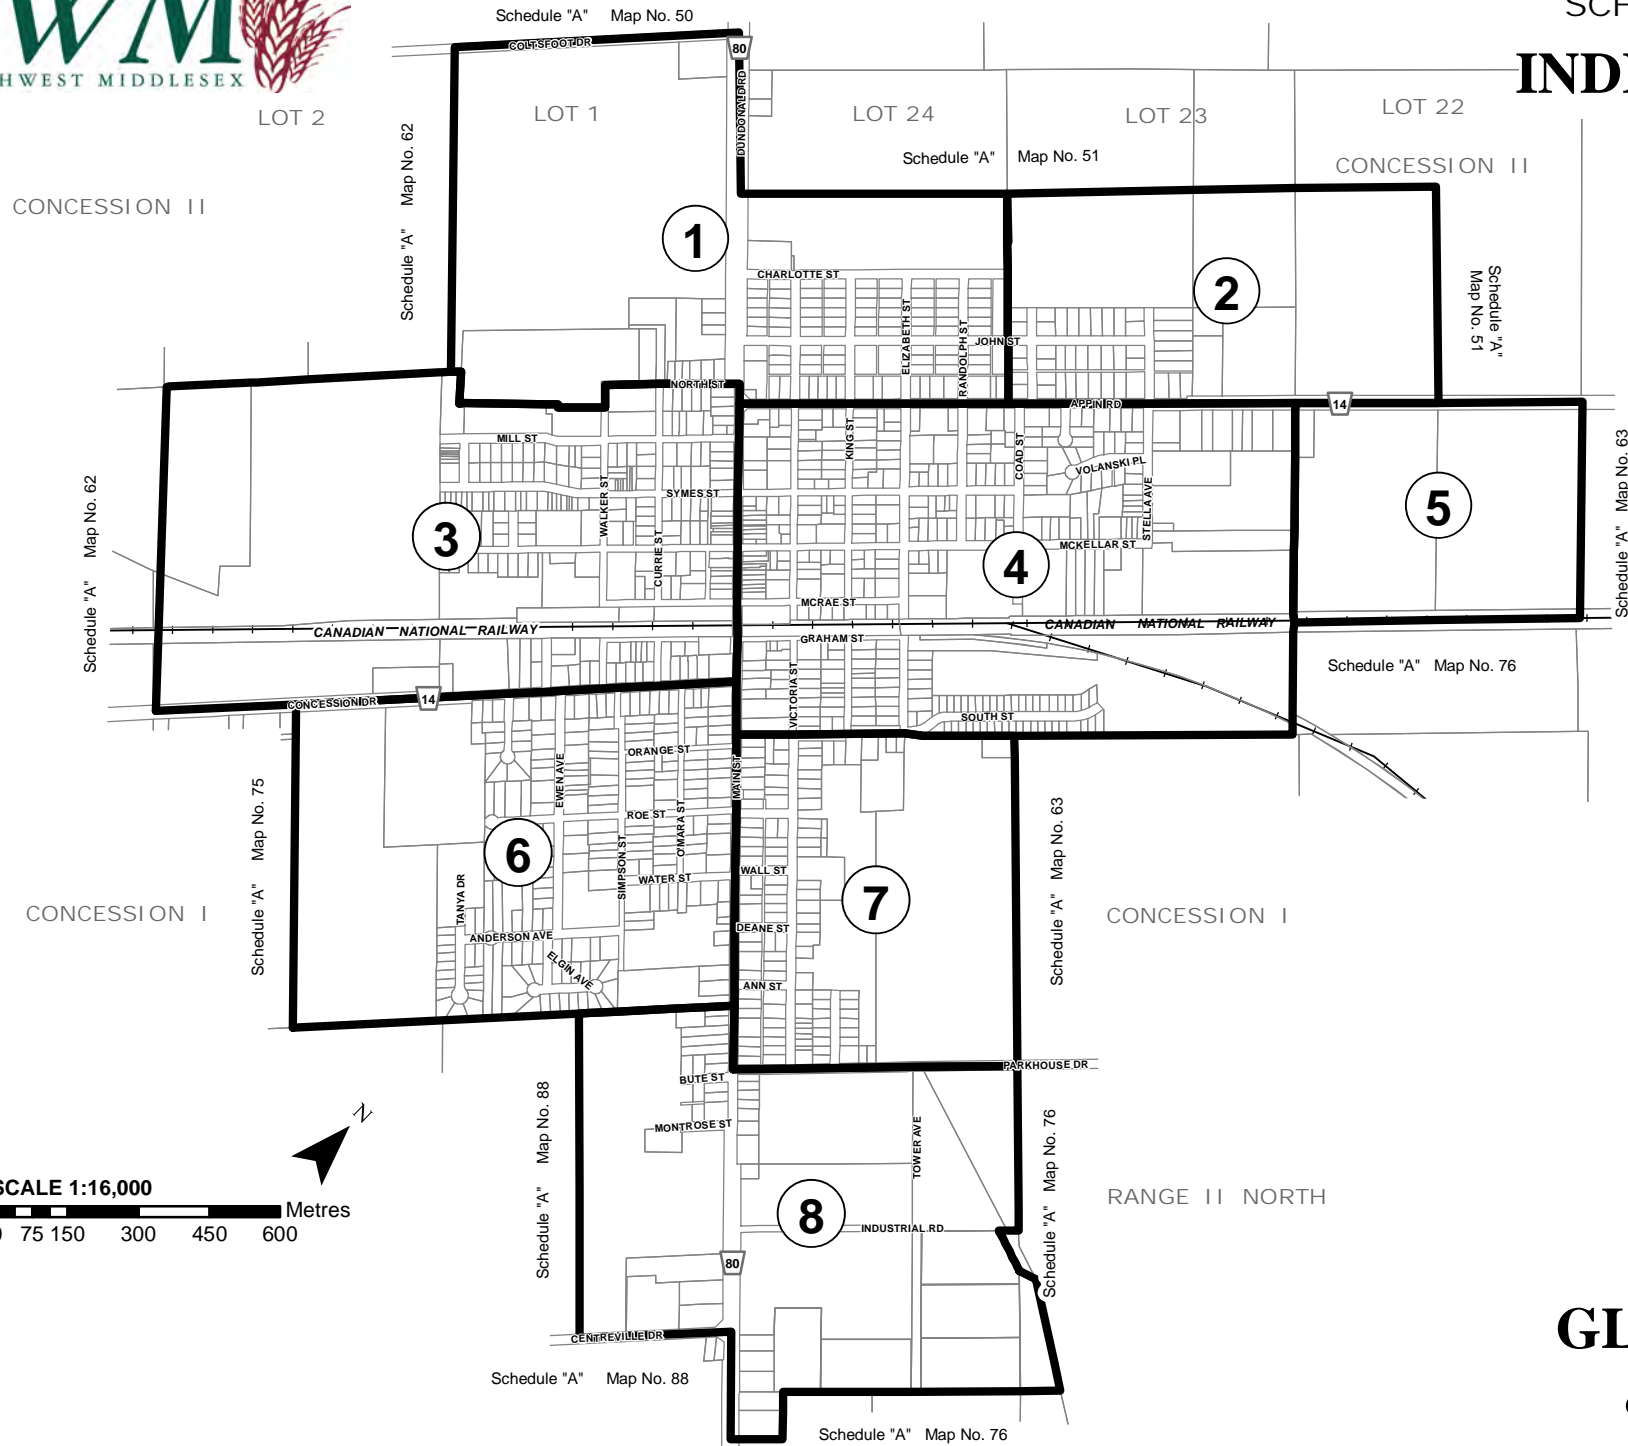 Schedule "A" Map No. 50
SCH
WM
HWEST MIDDLESEX
COLTSFOOT DR
80
INDE
DUNDONALD RD
LOT 2
LOT 1
LOT 24
LOT 23
LOT 22
Schedule "A" Map No. 62
Schedule "A" Map No. 51
CONCESSION II
CONCESSION II
1
CHARLOTTE ST
2
Schedule "A"
Map No. 51
ELIZABETH ST
RANDOLPH ST
JOHN ST
NORTH ST
APPIN RD
14
MILL ST
KING ST
COAD ST
VOLANSKI PL
Schedule "A" Map No. 62
WALKER ST
SYMES ST
STELLA AVE
5
Schedule "A" Map No. 63
3
CURRIE ST
4
MCKELLAR ST
MCRAE ST
CANADIAN NATIONAL RAILWAY
CANADIAN NATIONAL RAILWAY
GRAHAM ST
Schedule "A" Map No. 76
CONCESSION DR
14
VICTORIA ST
SOUTH ST
ORANGE ST
MAIN ST
EWEN AVE
Schedule "A" Map No. 75
Schedule "A" Map No. 63
ROE ST
O'MARA ST
6
SIMPSON ST
WALL ST
WATER ST
7
TANYA DR
CONCESSION I
CONCESSION I
DEANE ST
ANDERSON AVE
ELGIN AVE
ANN ST
PARKHOUSE DR
BUTE ST
Schedule "A" Map No. 88
N
MONTROSE ST
TOWER AVE
Schedule "A" Map No. 76
SCALE 1:16,000
RANGE II NORTH
Metres
0 75 150 300 450 600
8
INDUSTRIAL RD
80
CENTREVILLE DR
GL
Schedule "A" Map No. 88
Schedule "A" Map No. 76